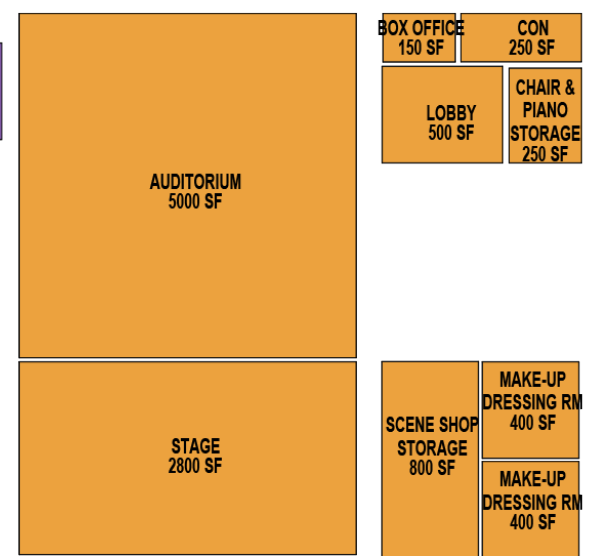 BOX OFFICE
150 SF
CON
250 SF
LOBBY
500 SF
CHAIR &
PIANO
STORAGE
250 SF
AUDITORIUM
5000 SF
STAGE
2800 SF
SCENE SHOP
STORAGE
800 SF
MAKE-UP
DRESSING RM
400 SF
MAKE-UP
DRESSING RM
400 SF